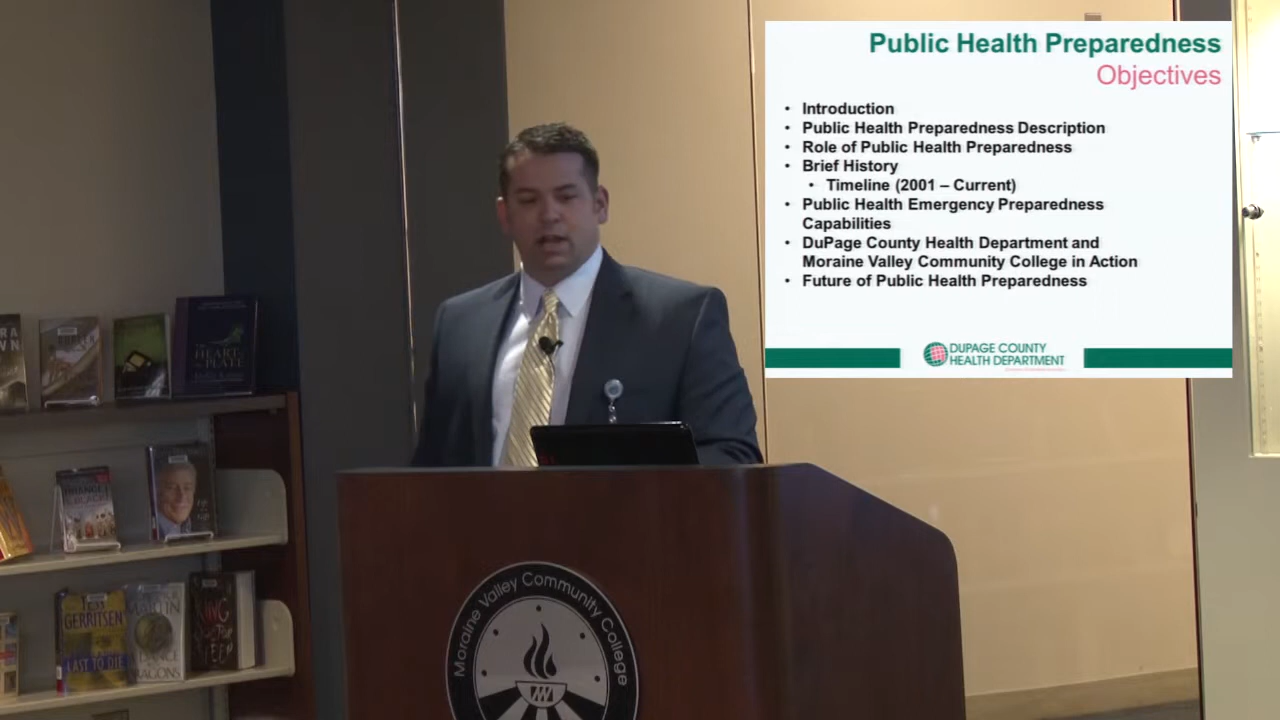 Public Health Preparedness
Objectives
• Introduction
• Public Health Preparedness Description
• Role of Public Health Preparedness
• Brief History
• Timeline (2001 – Current)
• Public Health Emergency Preparedness
Capabilities
• DuPage County Health Department and
Moraine Valley Community College in Action
• Future of Public Health Preparedness
DUPAGE COUNTY
HEALTH DEPARTMENT
Moraine Valley Community College
HEART
PLATE
TESS
GERRITSEN
LAST TO DIE
KING